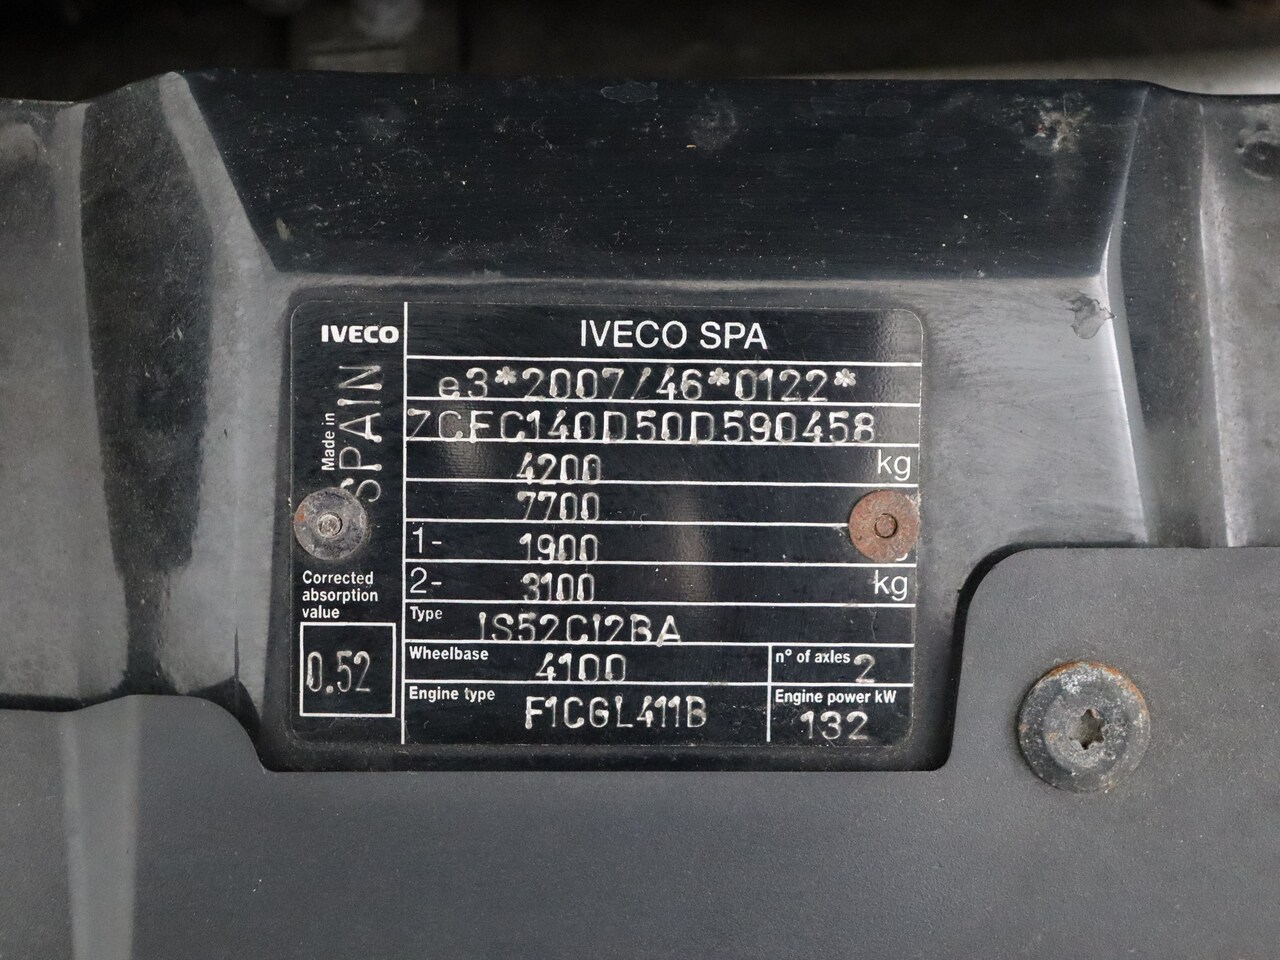 IVECO
IVECO SPA
Made in
SPAIN
e3*2007/46*0122*
ZCFC140D50D590458
4200 kg
7700
1- 1900
2- 3100 kg
Corrected
absorption
value
0.52
Type IS52CI2BA
Wheelbase 4100
n° of axles 2
Engine type F1CGL411B
Engine power kW
132